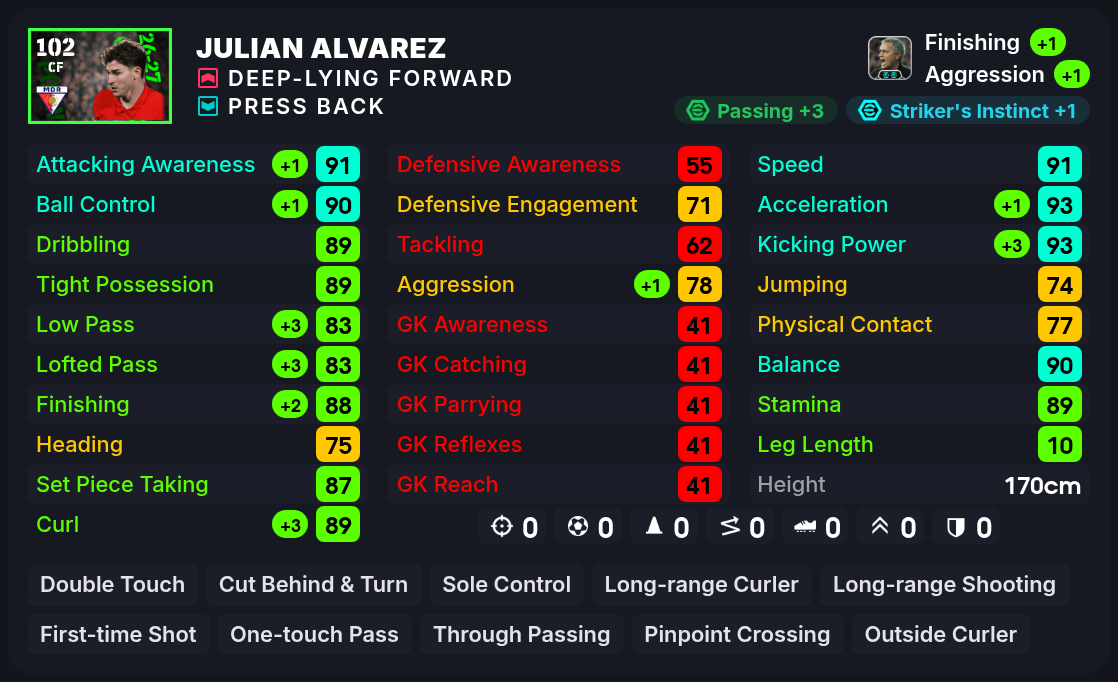 102
CF
26-27
MDR
JULIAN ALVAREZ
DEEP-LYING FORWARD
PRESS BACK
Finishing +1
Aggression +1
Passing +3
Striker's Instinct +1
Attacking Awareness +1 91
Ball Control +1 90
Dribbling 89
Tight Possession 89
Low Pass +3 83
Lofted Pass +3 83
Finishing +2 88
Heading 75
Set Piece Taking 87
Curl +3 89
Defensive Awareness 55
Defensive Engagement 71
Tackling 62
Aggression +1 78
GK Awareness 41
GK Catching 41
GK Parrying 41
GK Reflexes 41
GK Reach 41
Speed 91
Acceleration +1 93
Kicking Power +3 93
Jumping 74
Physical Contact 77
Balance 90
Stamina 89
Leg Length 10
Height 170cm
0 0 0 0 0 0 0
Double Touch Cut Behind & Turn Sole Control Long-range Curler Long-range Shooting
First-time Shot One-touch Pass Through Passing Pinpoint Crossing Outside Curler